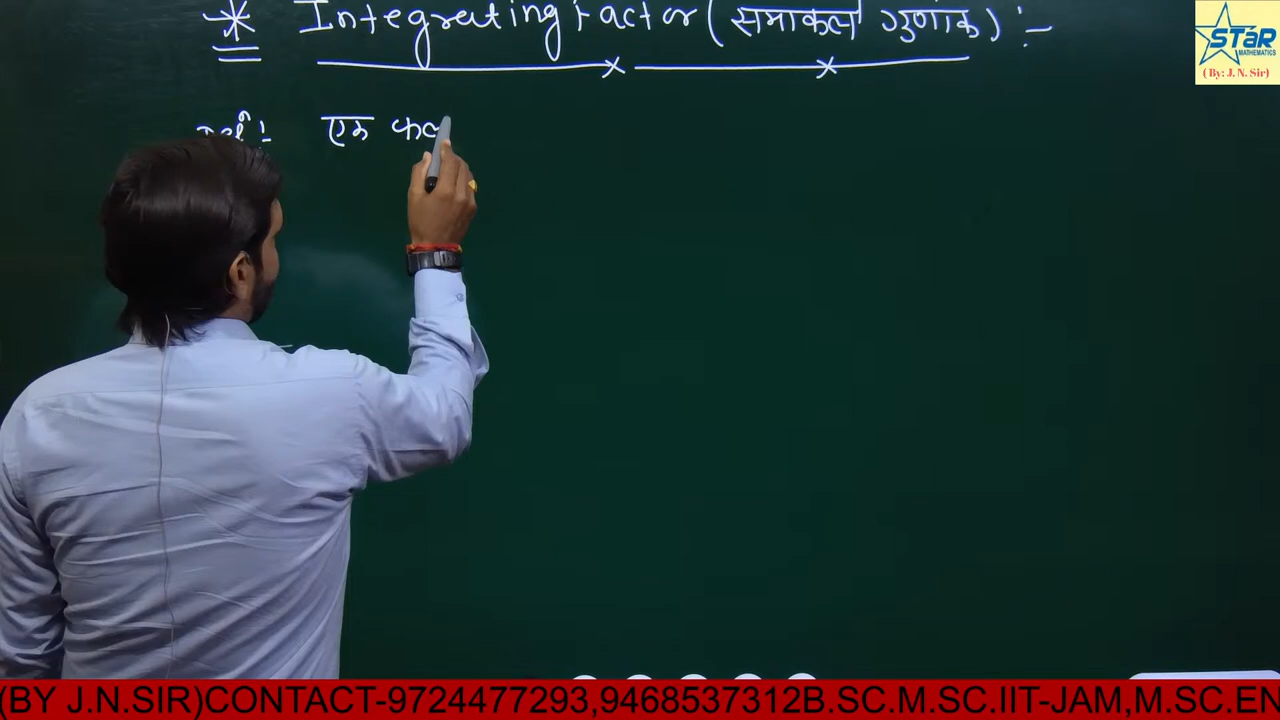 * Integrating Factor (समाकलन गुणांक) :-
एक फल
STAR
MATHEMATICS
( By: J. N. Sir)
(BY J.N.SIR)CONTACT-9724477293,9468537312B.SC.M.SC.IIT-JAM,M.SC.EN